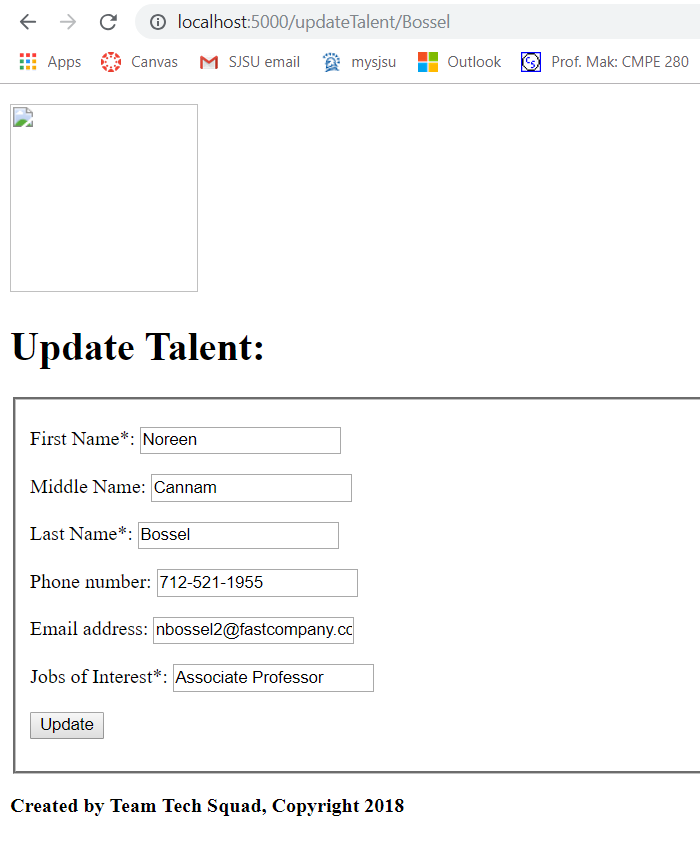 localhost:5000/updateTalent/Bossel
Apps Canvas SJSU email mysjsu Outlook Prof. Mak: CMPE 280
Update Talent:
First Name*: Noreen
Middle Name: Cannam
Last Name*: Bossel
Phone number: 712-521-1955
Email address: nbossel2@fastcompany.co
Jobs of Interest*: Associate Professor
Update
Created by Team Tech Squad, Copyright 2018